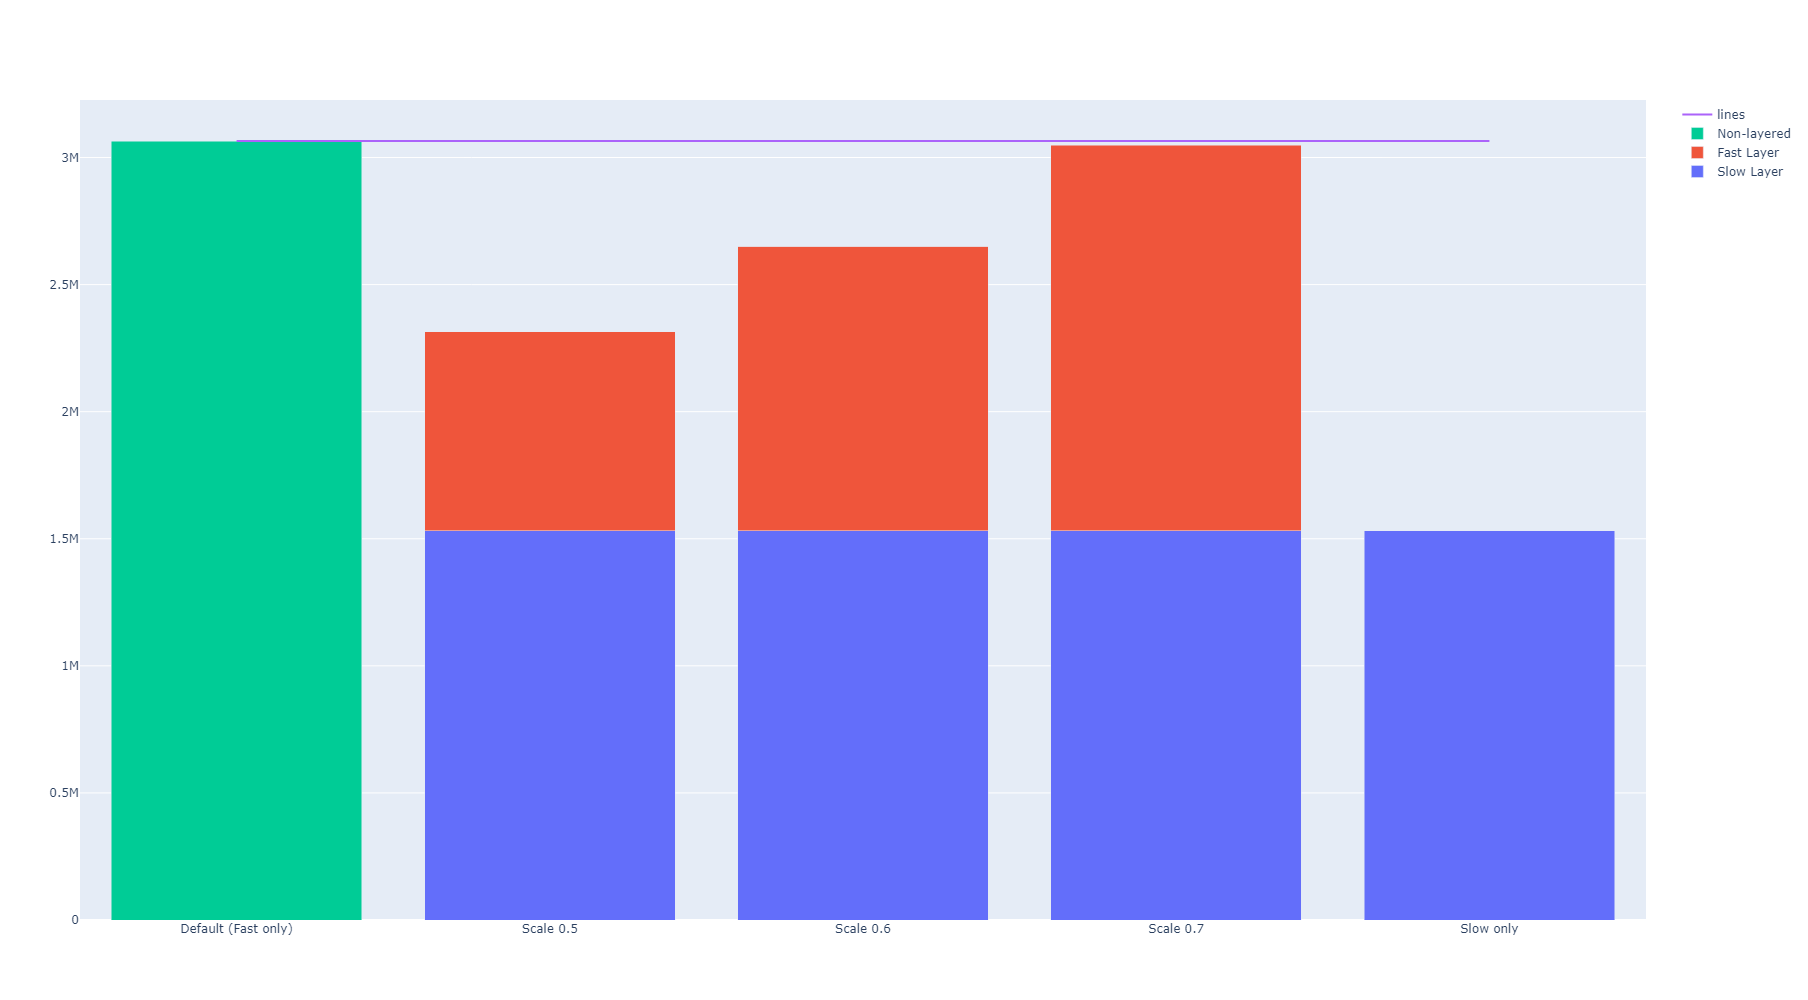 lines
Non-layered
Fast Layer
Slow Layer
3M
2.5M
2M
1.5M
1M
0.5M
0
Default (Fast only)
Scale 0.5
Scale 0.6
Scale 0.7
Slow only